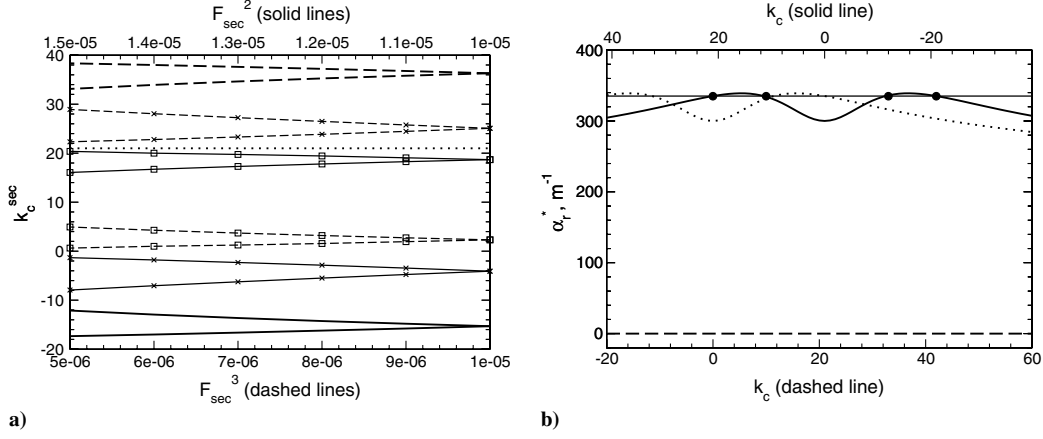 F_sec^2 (solid lines)
1.5e-05 1.4e-05 1.3e-05 1.2e-05 1.1e-05 1e-05
40
30
20
10
0
-10
-20
k_c^sec
5e-06 6e-06 7e-06 8e-06 9e-06 1e-05
F_sec^3 (dashed lines)
a)
k_c (solid line)
40 20 0 -20
400
300
200
100
0
α_r^*, m^-1
-20 0 20 40 60
k_c (dashed line)
b)